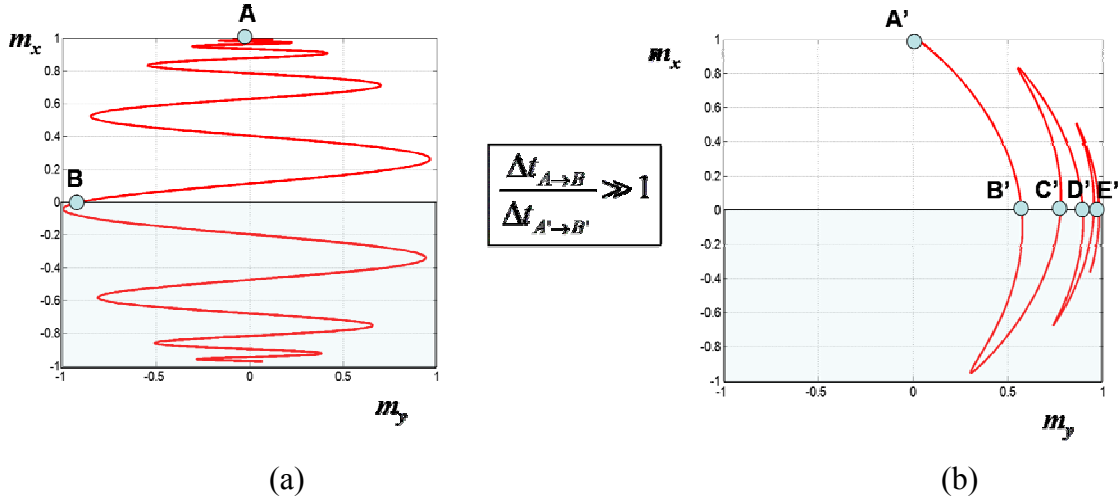 A
m_x
1
0.8
0.6
0.4
0.2
B
0
-0.2
-0.4
-0.6
-0.8
-1
-1 -0.5 0 0.5 1
m_y
(a)
Δt_{A→B} / Δt_{A'→B'} ≫ 1
A’
m_x
1
0.8
0.6
0.4
0.2
B’ C’ D’ E’
0
-0.2
-0.4
-0.6
-0.8
-1
-1 -0.5 0 0.5 1
m_y
(b)